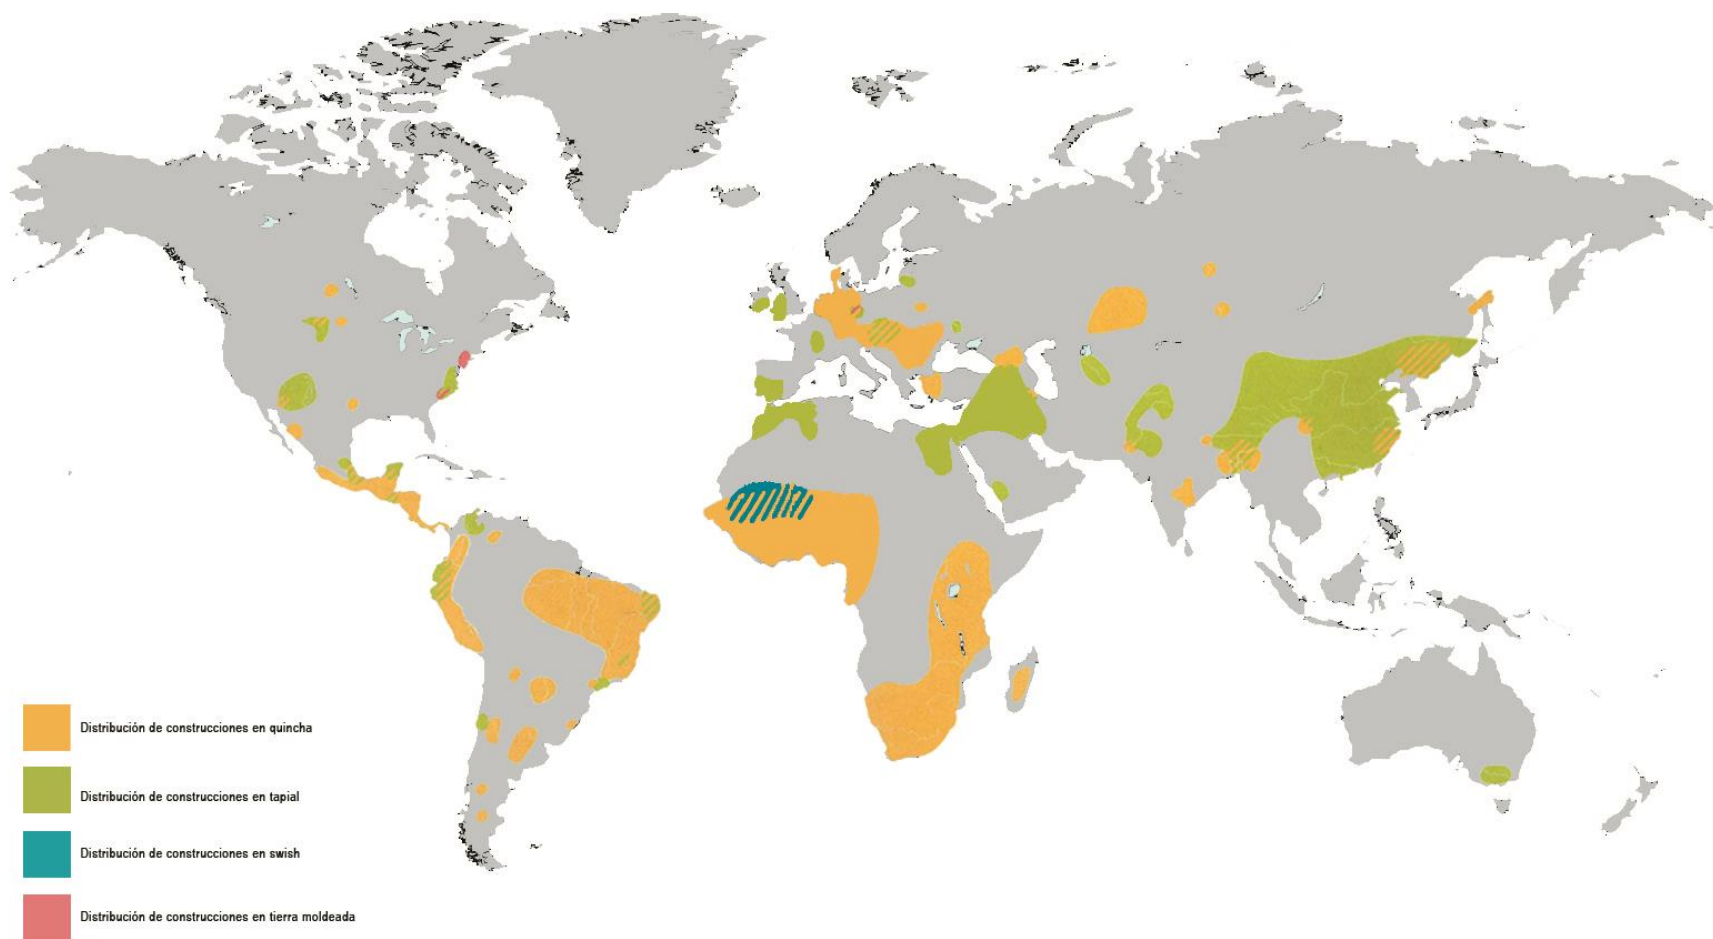 Distribución de construcciones en quincha
Distribución de construcciones en tapial
Distribución de construcciones en swish
Distribución de construcciones en tierra moldeada